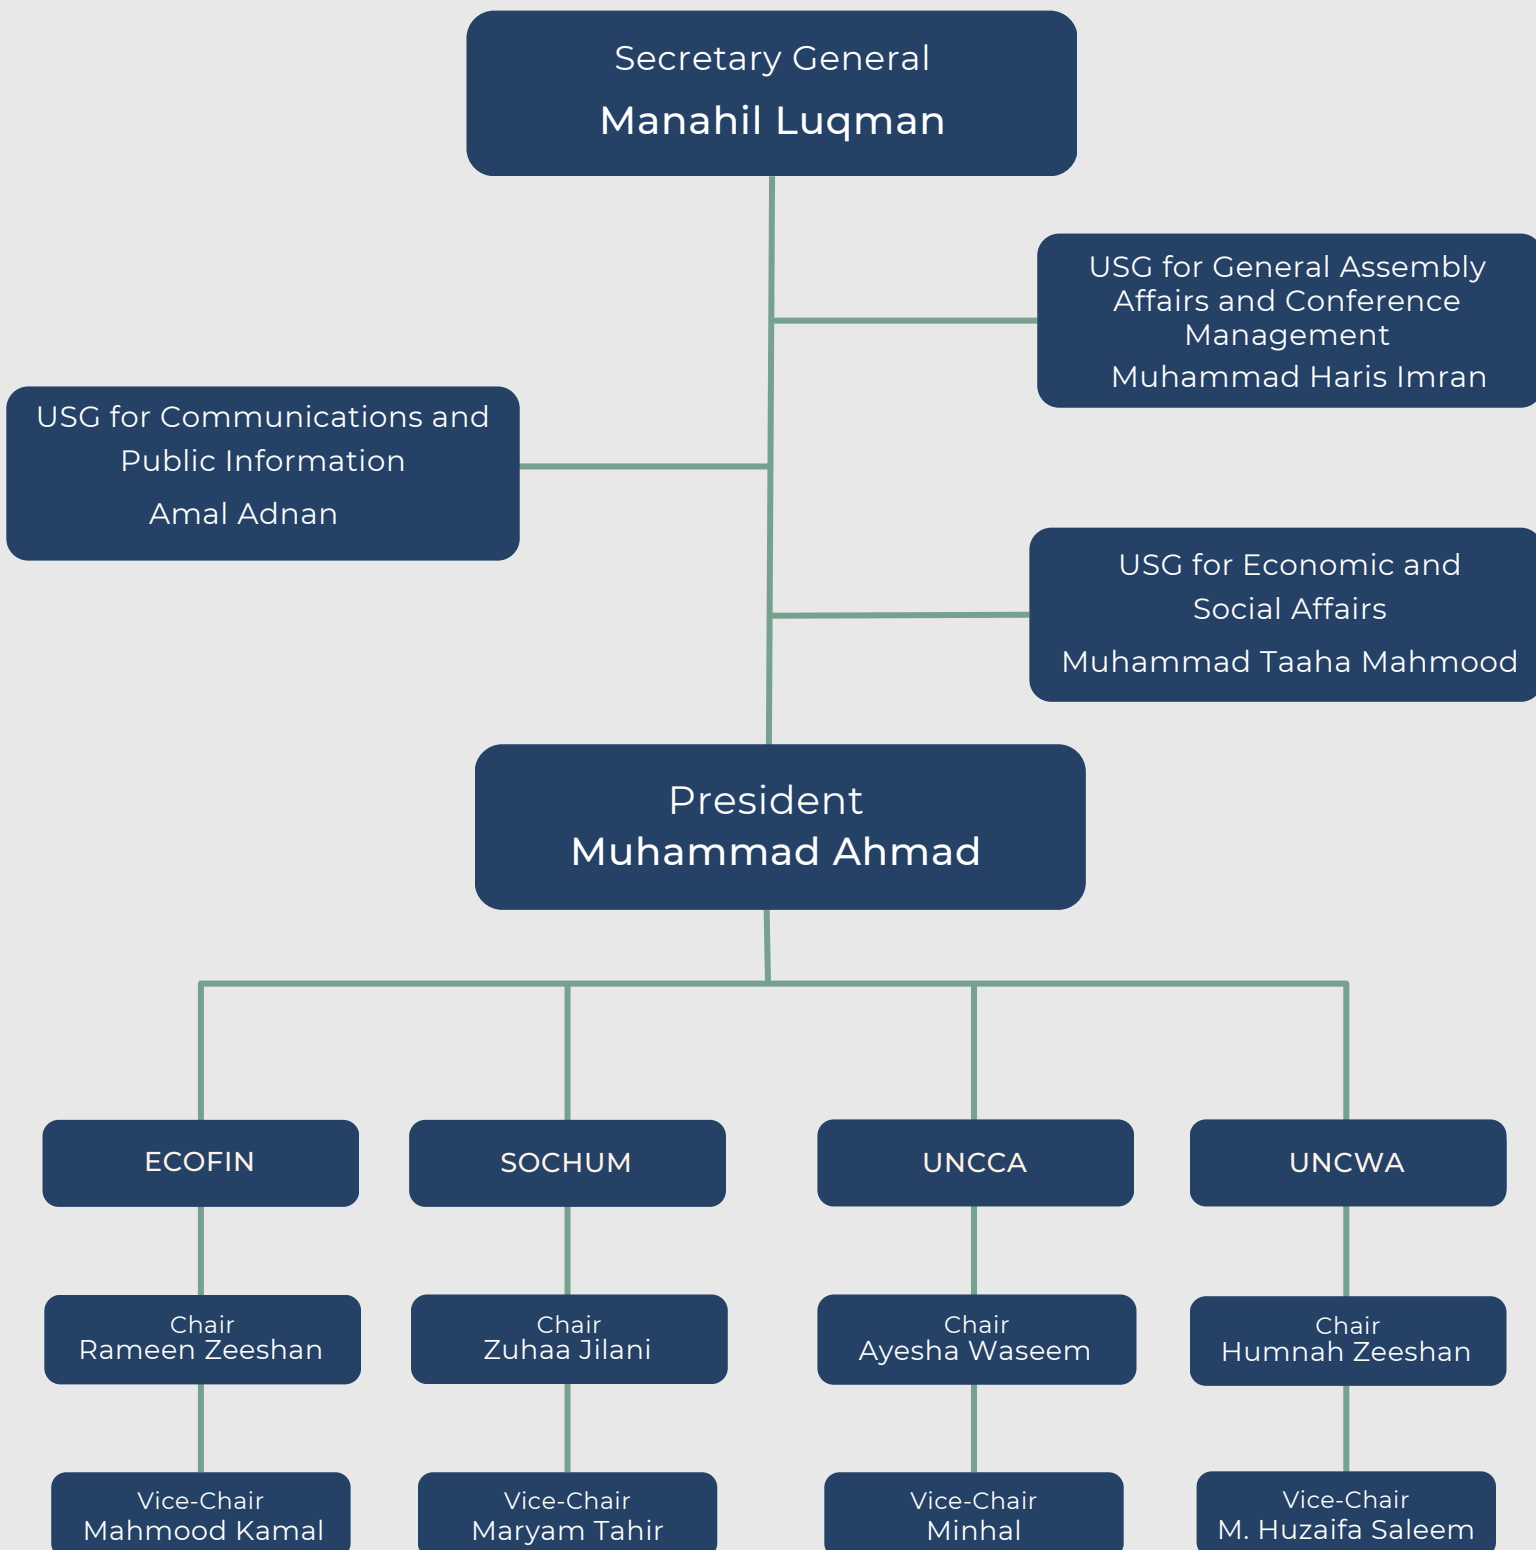 Secretary General
Manahil Luqman
USG for General Assembly
Affairs and Conference
Management
Muhammad Haris Imran
USG for Communications and
Public Information
Amal Adnan
USG for Economic and
Social Affairs
Muhammad Taaha Mahmood
President
Muhammad Ahmad
ECOFIN
SOCHUM
UNCCA
UNCWA
Chair
Rameen Zeeshan
Chair
Zuhaa Jilani
Chair
Ayesha Waseem
Chair
Humnah Zeeshan
Vice-Chair
Mahmood Kamal
Vice-Chair
Maryam Tahir
Vice-Chair
Minhal
Vice-Chair
M. Huzaifa Saleem